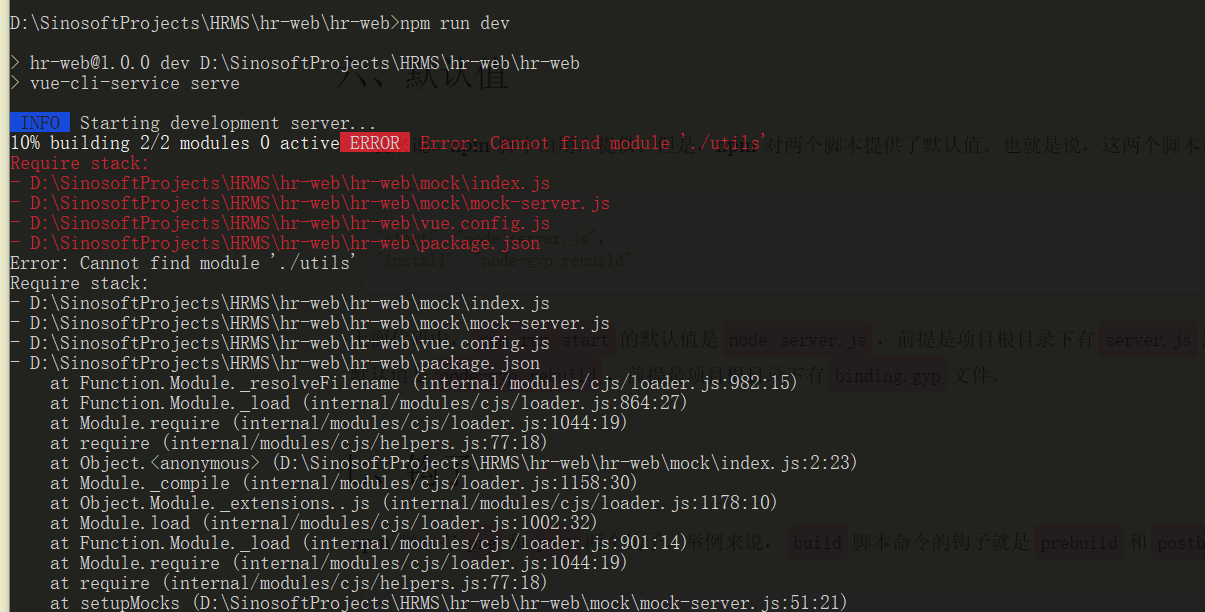 D:\SinosoftProjects\HRMS\hr-web\hr-web>npm run dev
> hr-web@1.0.0 dev D:\SinosoftProjects\HRMS\hr-web\hr-web
> vue-cli-service serve
六、默认值
INFO Starting development server...
10% building 2/2 modules 0 active ERROR Error: Cannot find module './utils'
对两个脚本提供了默认值。也就是说，这两个脚本
Require stack:
- D:\SinosoftProjects\HRMS\hr-web\hr-web\mock\index.js
- D:\SinosoftProjects\HRMS\hr-web\hr-web\mock\mock-server.js
- D:\SinosoftProjects\HRMS\hr-web\hr-web\vue.config.js
- D:\SinosoftProjects\HRMS\hr-web\hr-web\package.json
Error: Cannot find module './utils'
"install": "node-gyp rebuild"
Require stack:
- D:\SinosoftProjects\HRMS\hr-web\hr-web\mock\index.js
- D:\SinosoftProjects\HRMS\hr-web\hr-web\mock\mock-server.js
- D:\SinosoftProjects\HRMS\hr-web\hr-web\vue.config.js
start 的默认值是 node server.js ，前提是项目根目录下有 server.js
- D:\SinosoftProjects\HRMS\hr-web\hr-web\package.json
前提是项目根目录下有 binding.gyp 文件。
at Function.Module._resolveFilename (internal/modules/cjs/loader.js:982:15)
at Function.Module._load (internal/modules/cjs/loader.js:864:27)
at Module.require (internal/modules/cjs/loader.js:1044:19)
at require (internal/modules/cjs/helpers.js:77:18)
at Object.<anonymous> (D:\SinosoftProjects\HRMS\hr-web\hr-web\mock\index.js:2:23)
at Module._compile (internal/modules/cjs/loader.js:1158:30)
at Object.Module._extensions..js (internal/modules/cjs/loader.js:1178:10)
at Module.load (internal/modules/cjs/loader.js:1002:32)
at Function.Module._load (internal/modules/cjs/loader.js:901:14)
举例来说， build 脚本命令的钩子就是 prebuild 和 postb
at Module.require (internal/modules/cjs/loader.js:1044:19)
at require (internal/modules/cjs/helpers.js:77:18)
at setupMocks (D:\SinosoftProjects\HRMS\hr-web\hr-web\mock\mock-server.js:51:21)